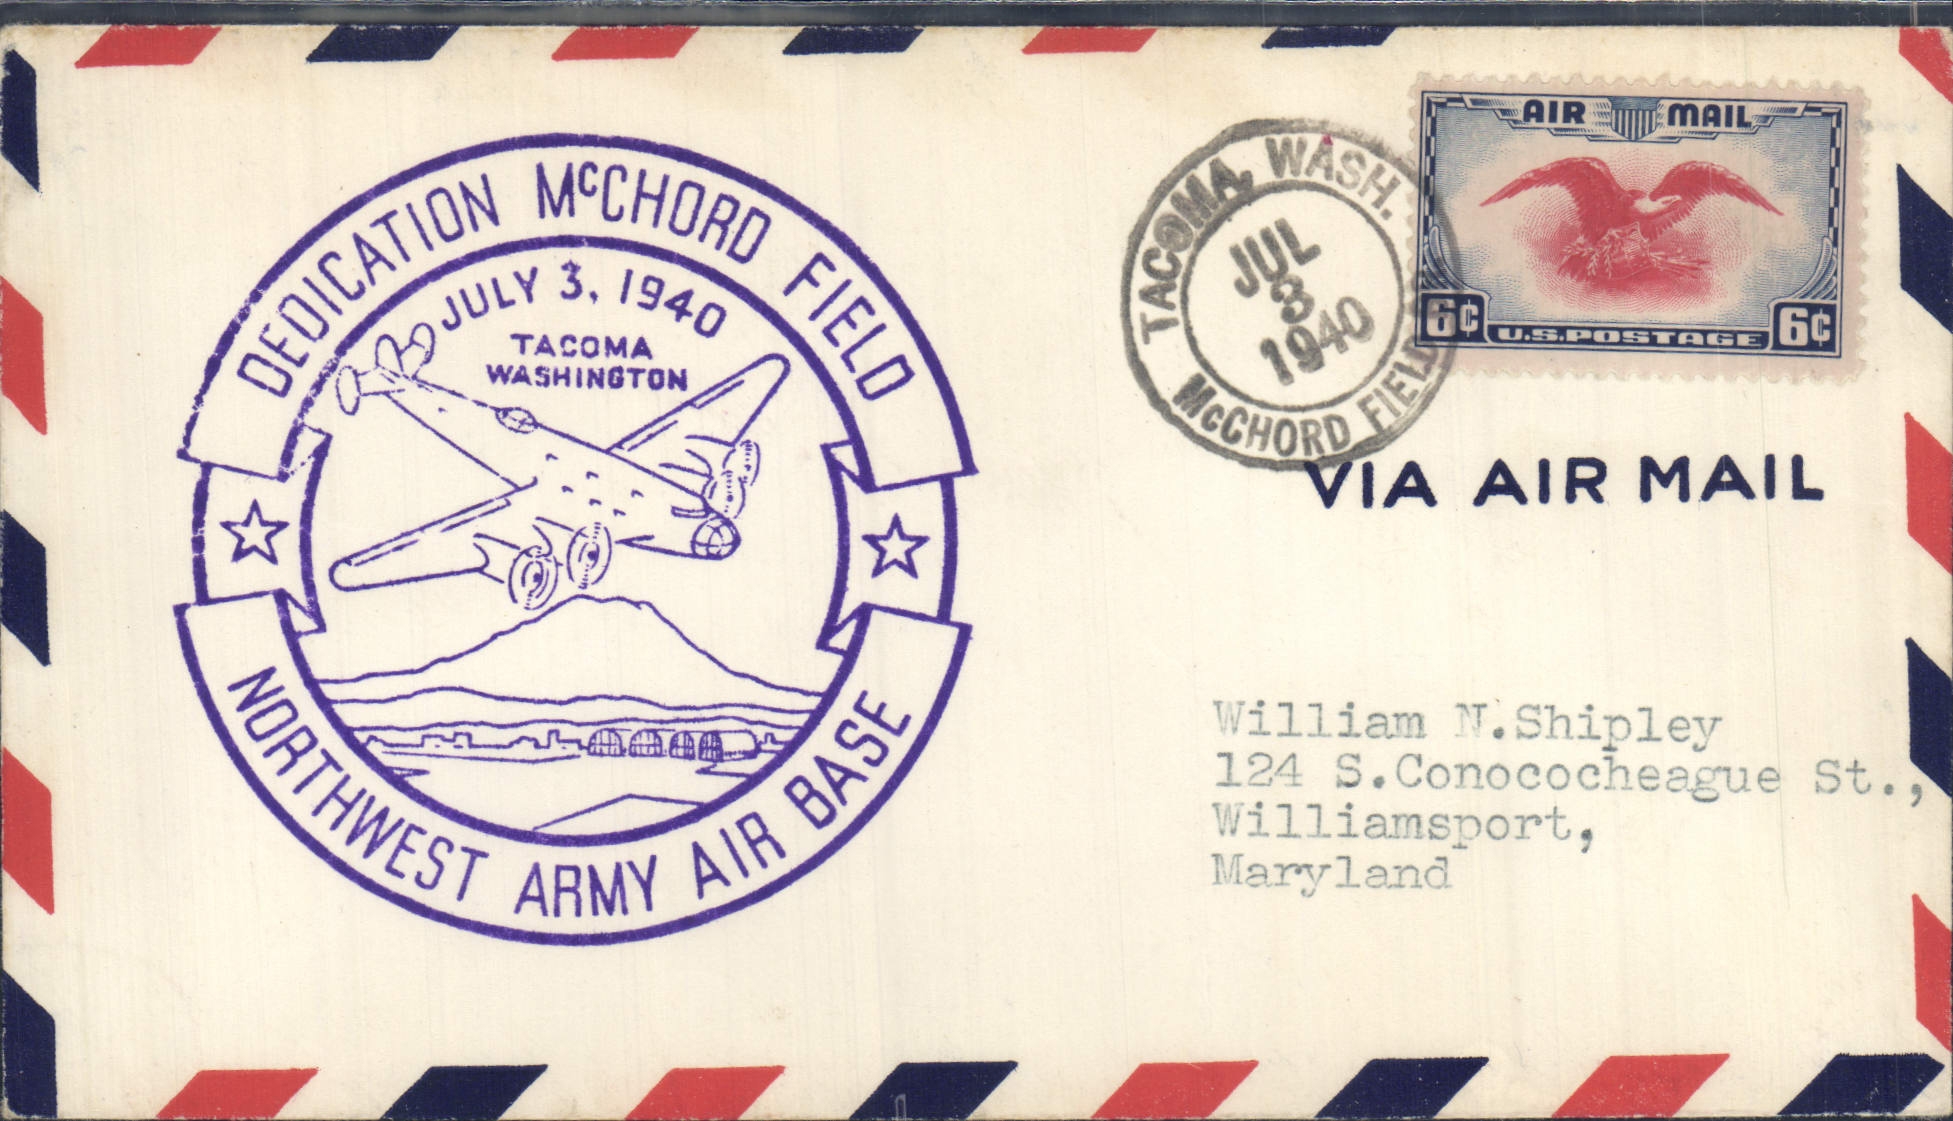 DEDICATION McCHORD FIELD
JULY 3, 1940
TACOMA
WASHINGTON
NORTHWEST ARMY AIR BASE
TACOMA, WASH.
JUL
3
1940
McCHORD FIELD
AIR MAIL
6¢ U.S.POSTAGE 6¢
VIA AIR MAIL
William N.Shipley
124 S.Conococheague St.,
Williamsport,
Maryland